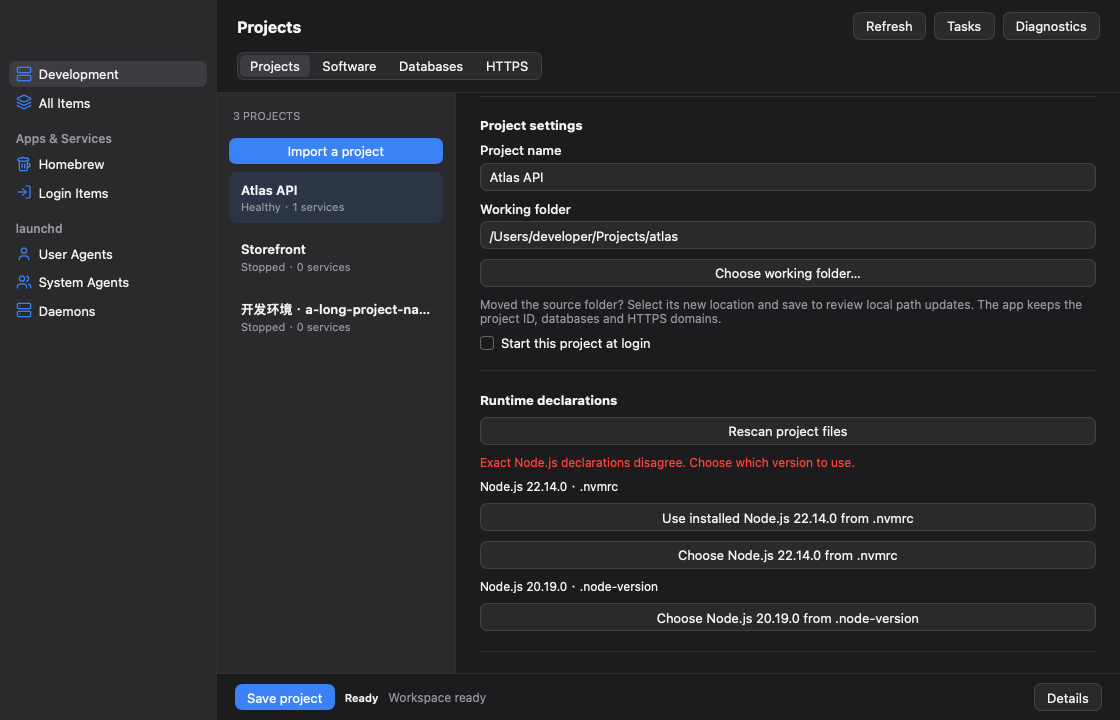 Development
All Items
Apps & Services
Homebrew
Login Items
launchd
User Agents
System Agents
Daemons
Projects
Refresh
Tasks
Diagnostics
Projects
Software
Databases
HTTPS
3 PROJECTS
Import a project
Atlas API
Healthy · 1 services
Storefront
Stopped · 0 services
开发环境 · a-long-project-na...
Stopped · 0 services
Project settings
Project name
Atlas API
Working folder
/Users/developer/Projects/atlas
Choose working folder...
Moved the source folder? Select its new location and save to review local path updates. The app keeps the
project ID, databases and HTTPS domains.
Start this project at login
Runtime declarations
Rescan project files
Exact Node.js declarations disagree. Choose which version to use.
Node.js 22.14.0 · .nvmrc
Use installed Node.js 22.14.0 from .nvmrc
Choose Node.js 22.14.0 from .nvmrc
Node.js 20.19.0 · .node-version
Choose Node.js 20.19.0 from .node-version
Save project
Ready
Workspace ready
Details